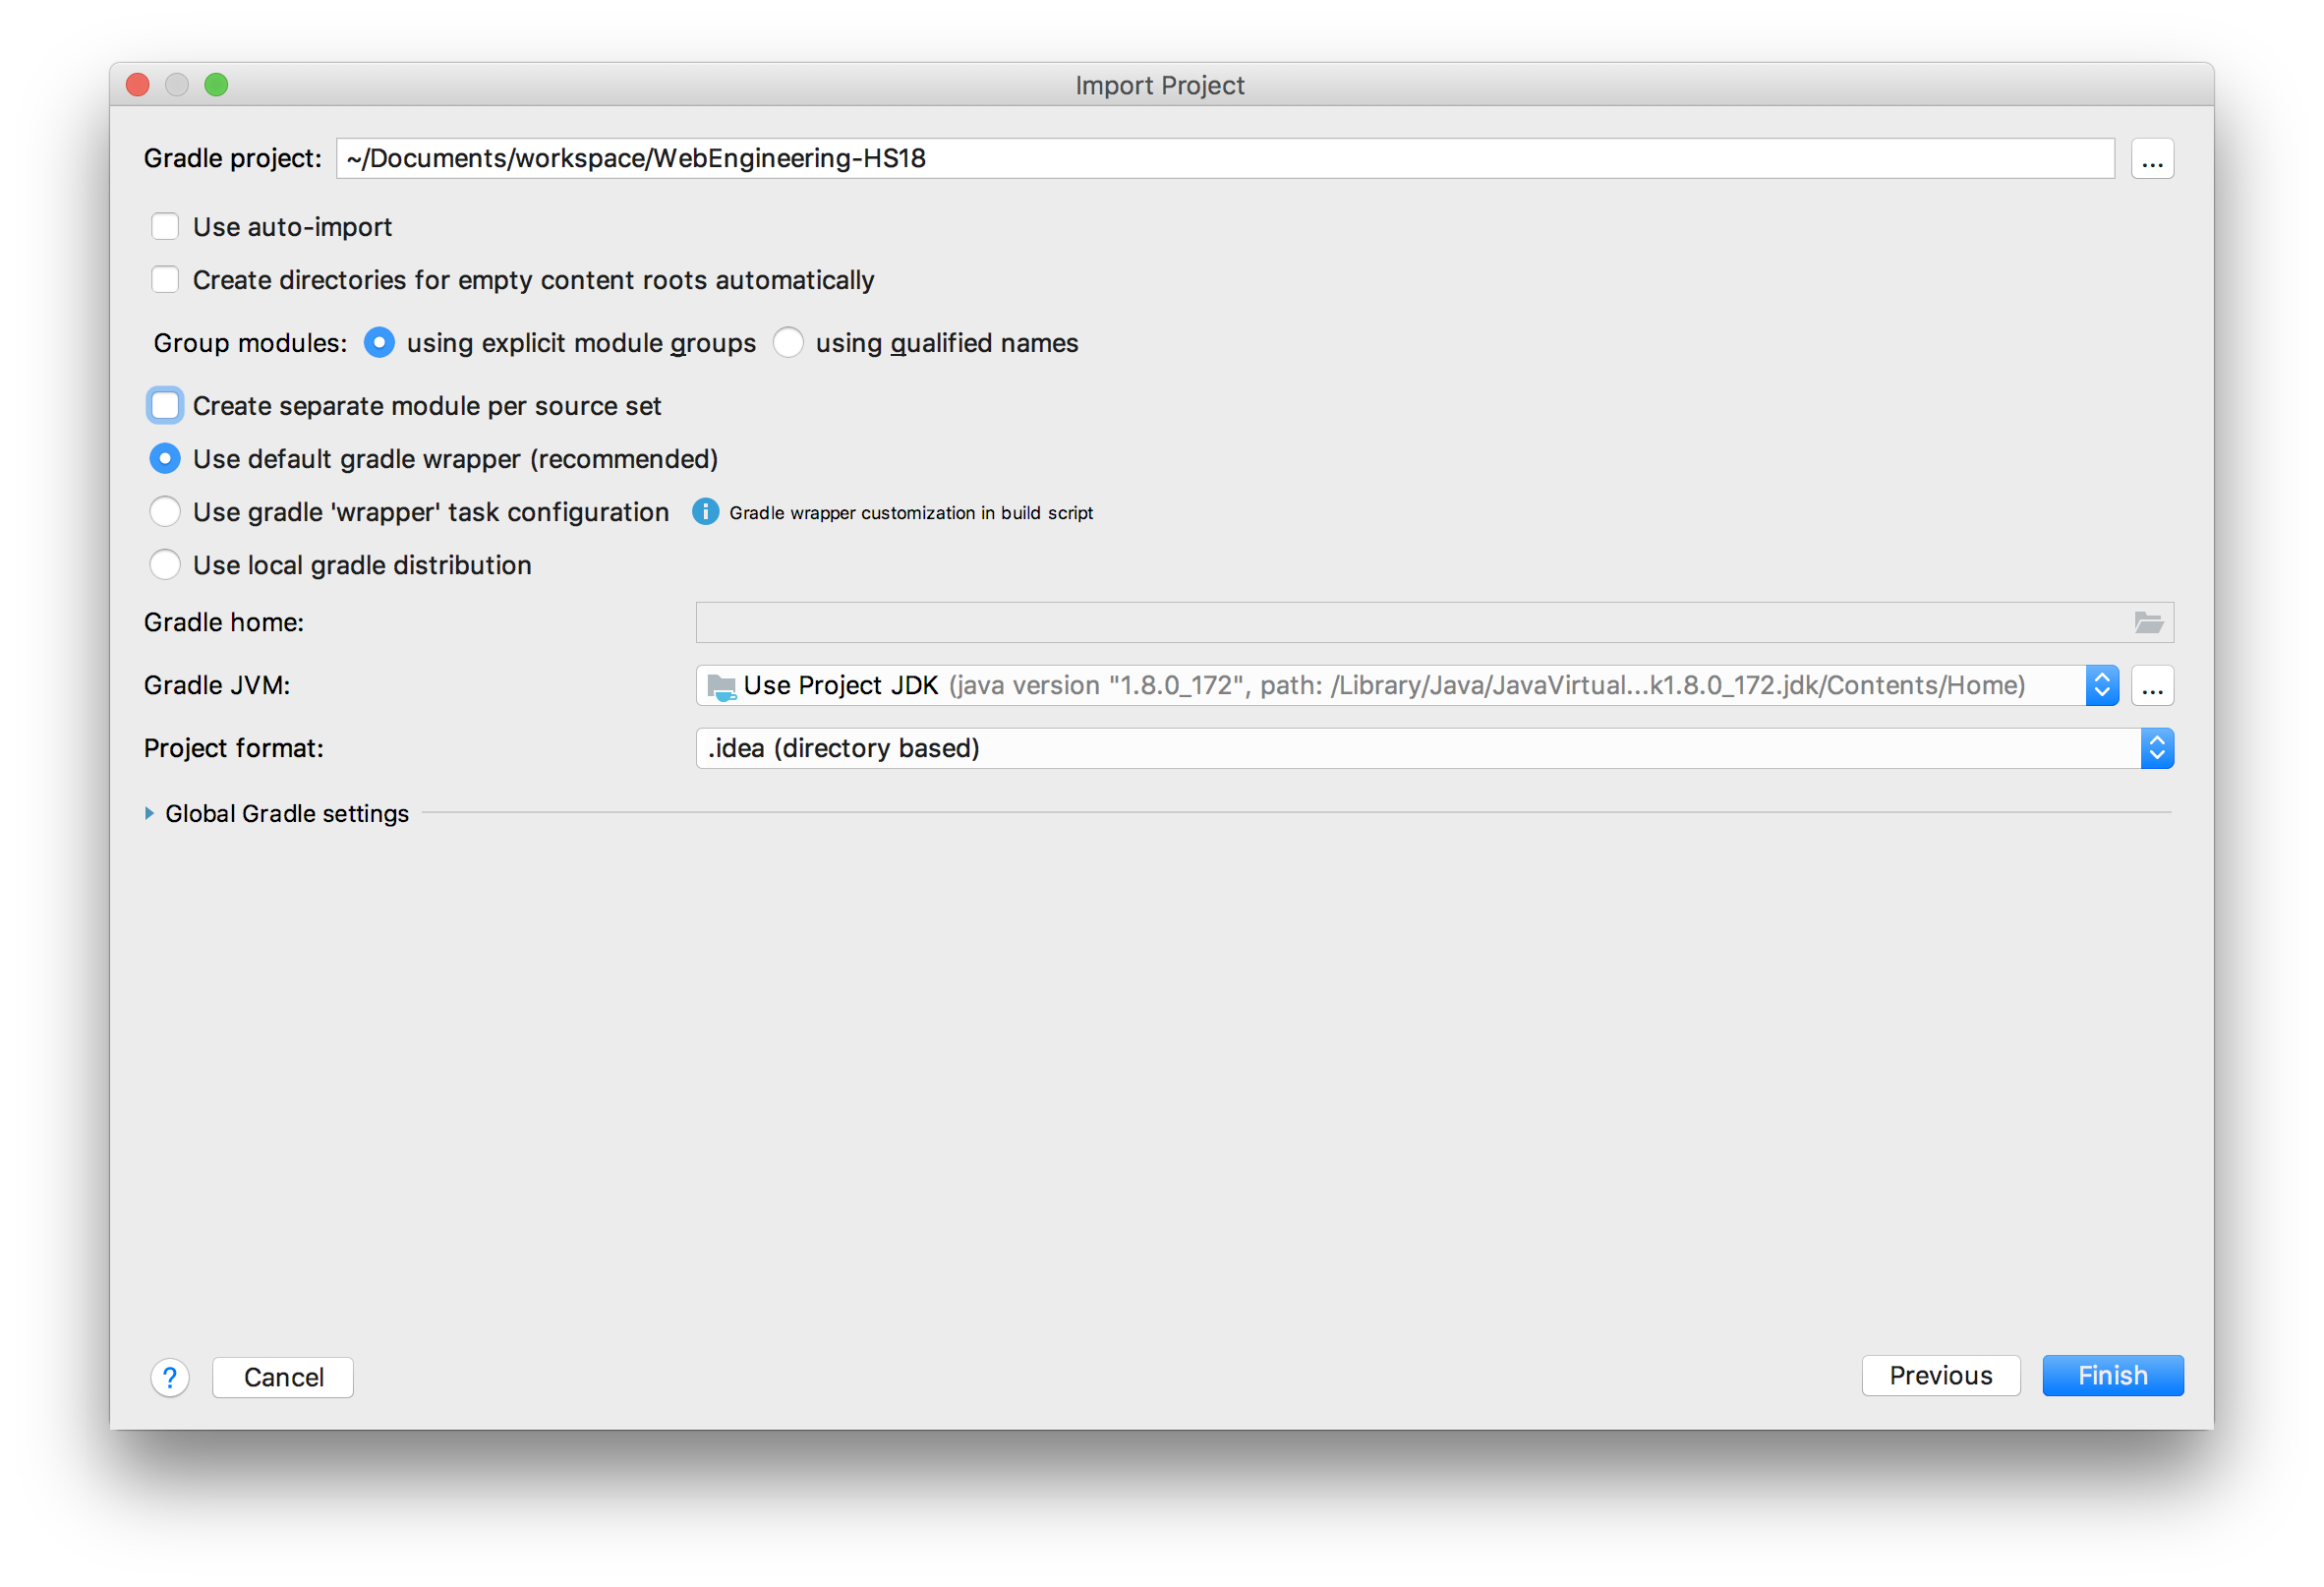 Import Project
Gradle project: ~/Documents/workspace/WebEngineering-HS18 ...
Use auto-import
Create directories for empty content roots automatically
Group modules: using explicit module groups using qualified names
Create separate module per source set
Use default gradle wrapper (recommended)
Use gradle 'wrapper' task configuration Gradle wrapper customization in build script
Use local gradle distribution
Gradle home:
Gradle JVM: Use Project JDK (java version "1.8.0_172", path: /Library/Java/JavaVirtual...k1.8.0_172.jdk/Contents/Home) ...
Project format: .idea (directory based)
Global Gradle settings
? Cancel Previous Finish